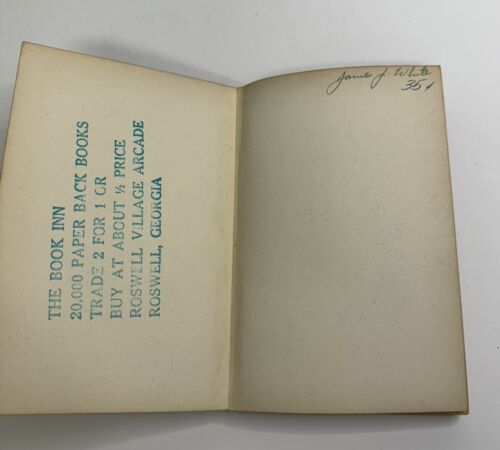 THE BOOK INN
20,000 PAPER BACK BOOKS
TRADE 2 FOR 1 OR
BUY AT ABOUT ½ PRICE
ROSWELL VILLAGE ARCADE
ROSWELL, GEORGIA
J. White
35¢